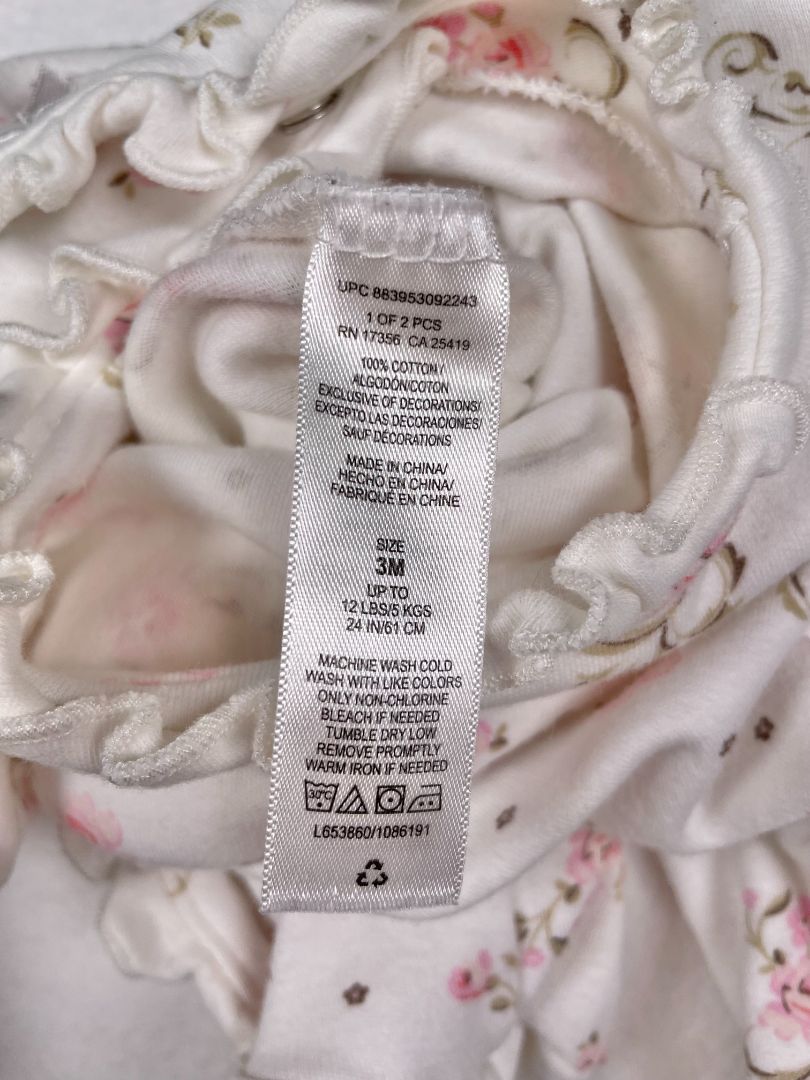 UPC 883953092243
1 OF 2 PCS
RN 17356 CA 25419
100% COTTON/
ALGODÓN/COTON
EXCLUSIVE OF DECORATIONS/
EXCEPTO LAS DECORACIONES/
SAUF DÉCORATIONS
MADE IN CHINA/
HECHO EN CHINA/
FABRIQUÉ EN CHINE
SIZE
3M
UP TO
12 LBS/5 KGS
24 IN/61 CM
MACHINE WASH COLD
WASH WITH LIKE COLORS
ONLY NON-CHLORINE
BLEACH IF NEEDED
TUMBLE DRY LOW
REMOVE PROMPTLY
WARM IRON IF NEEDED
30°C
L653860/1086191